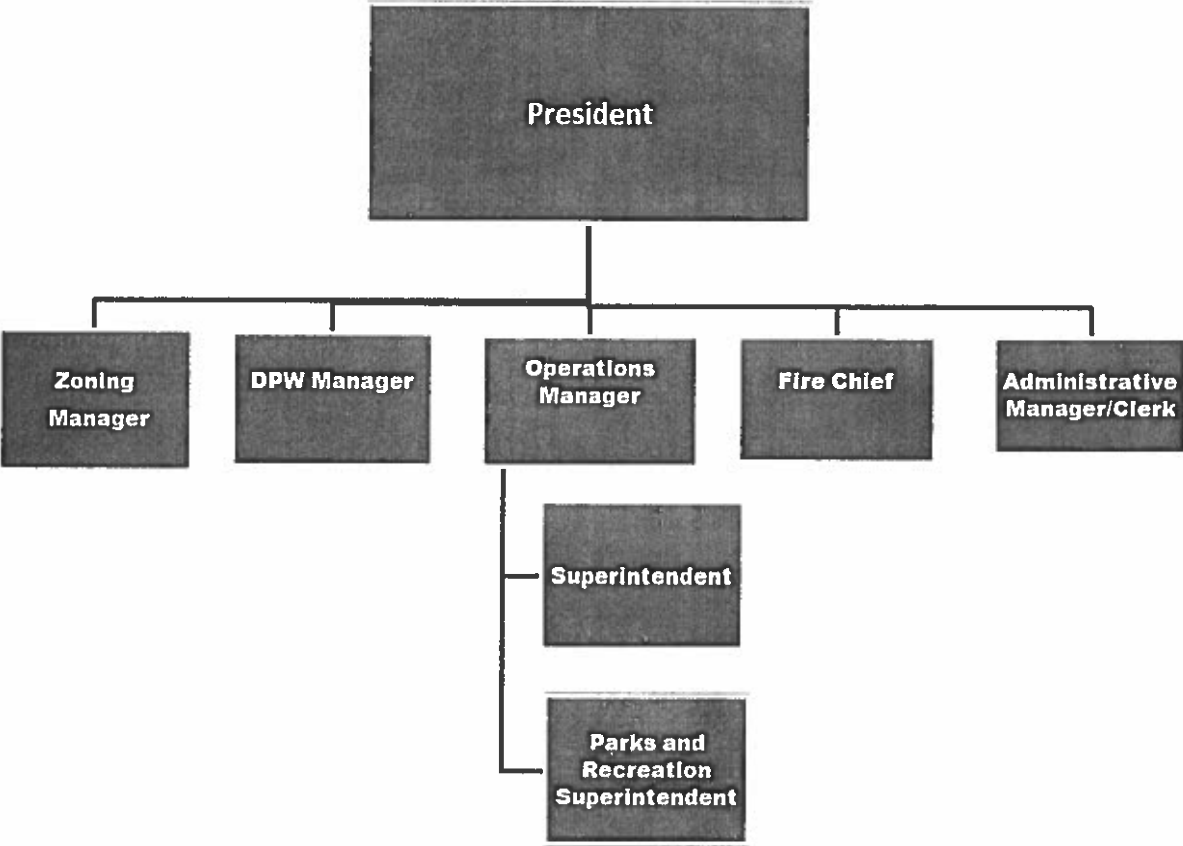 President
Zoning
Manager
DPW Manager
Operations
Manager
Fire Chief
Administrative
Manager/Clerk
Superintendent
Parks and
Recreation
Superintendent